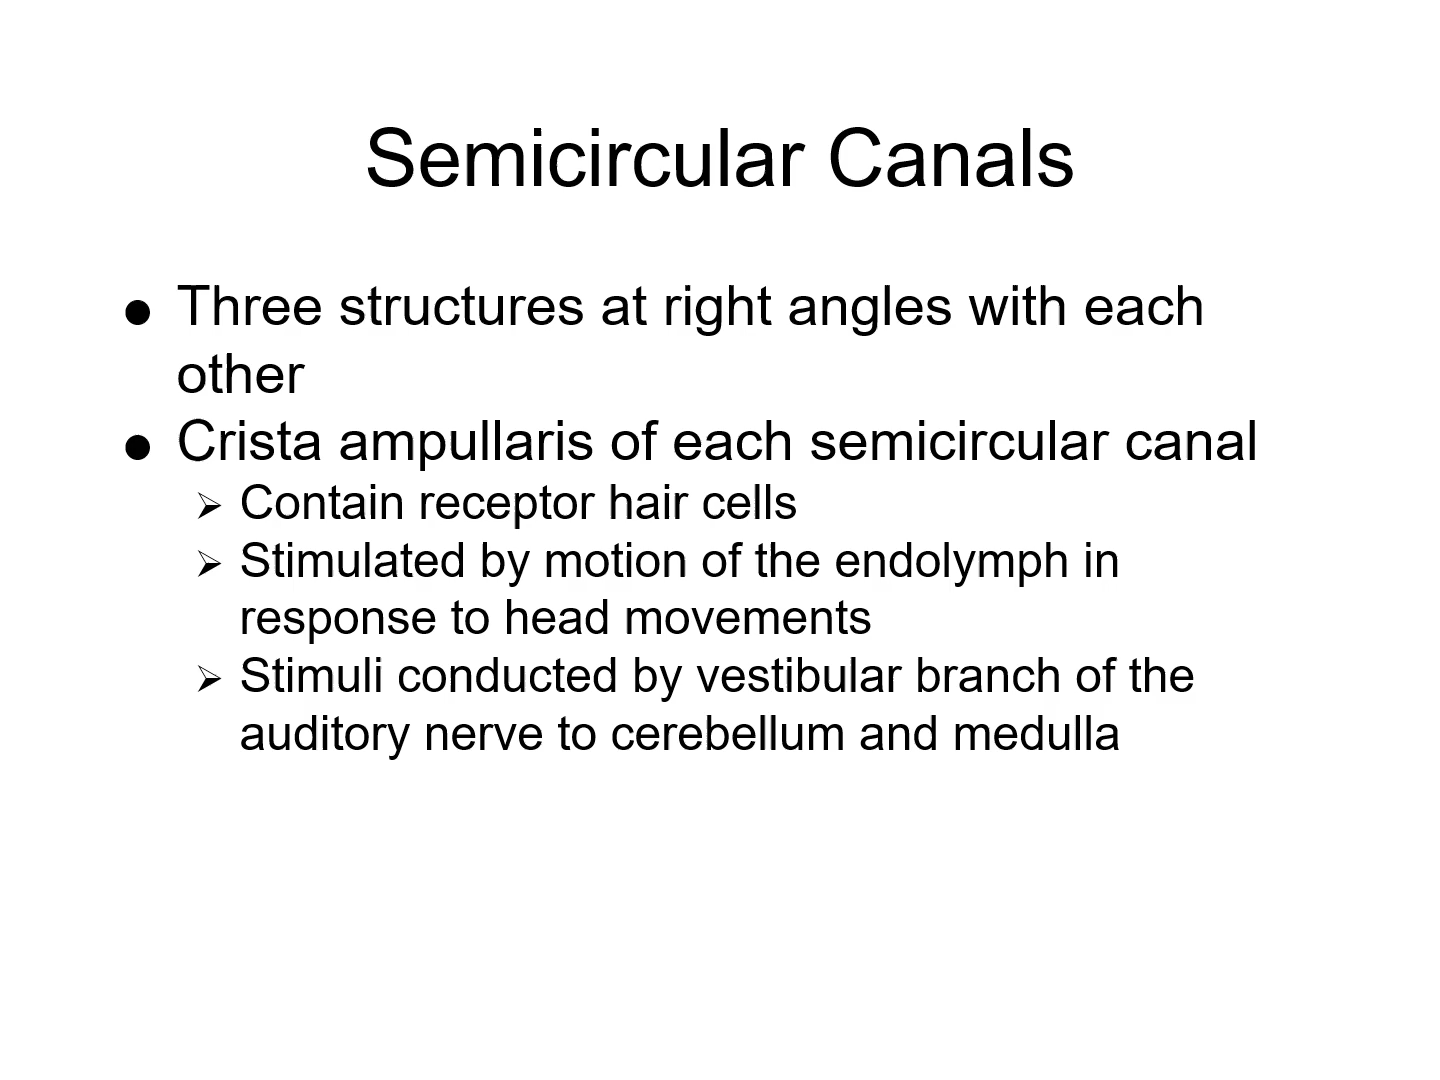 Semicircular Canals
● Three structures at right angles with each
other
● Crista ampullaris of each semicircular canal
➢ Contain receptor hair cells
➢ Stimulated by motion of the endolymph in
response to head movements
➢ Stimuli conducted by vestibular branch of the
auditory nerve to cerebellum and medulla